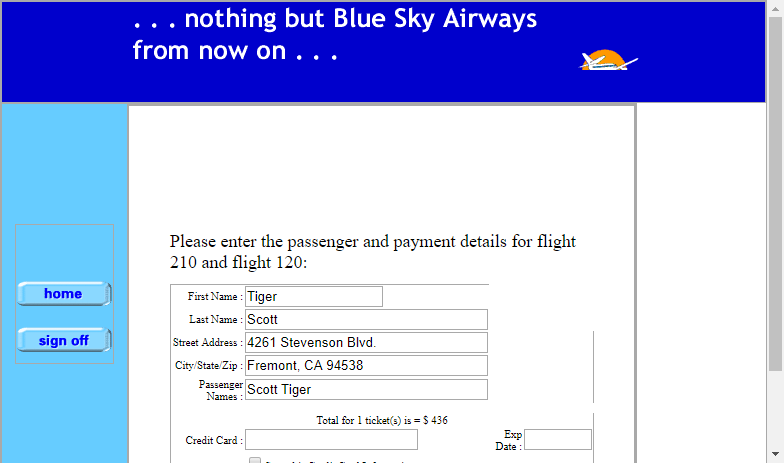 . . . nothing but Blue Sky Airways
from now on . . .
Please enter the passenger and payment details for flight
210 and flight 120:
home
sign off
First Name : Tiger
Last Name : Scott
Street Address : 4261 Stevenson Blvd.
City/State/Zip : Fremont, CA 94538
Passenger
Names : Scott Tiger
Total for 1 ticket(s) is = $ 436
Credit Card :
Exp
Date :